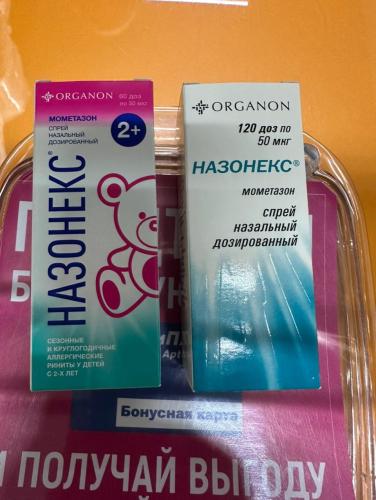 ORGANON
60 доз
по 50 мкг
МОМЕТАЗОН
СПРЕЙ
НАЗАЛЬНЫЙ
ДОЗИРОВАННЫЙ
2+
НАЗОНЕКС®
СЕЗОННЫЕ
И КРУГЛОГОДИЧНЫЕ
АЛЛЕРГИЧЕСКИЕ
РИНИТЫ У ДЕТЕЙ
С 2-Х ЛЕТ
ORGANON
120 доз по
50 мкг
НАЗОНЕКС®
мометазон
спрей
назальный
дозированный
Бонусная карта
И ПОЛУЧАЙ ВЫГОДУ